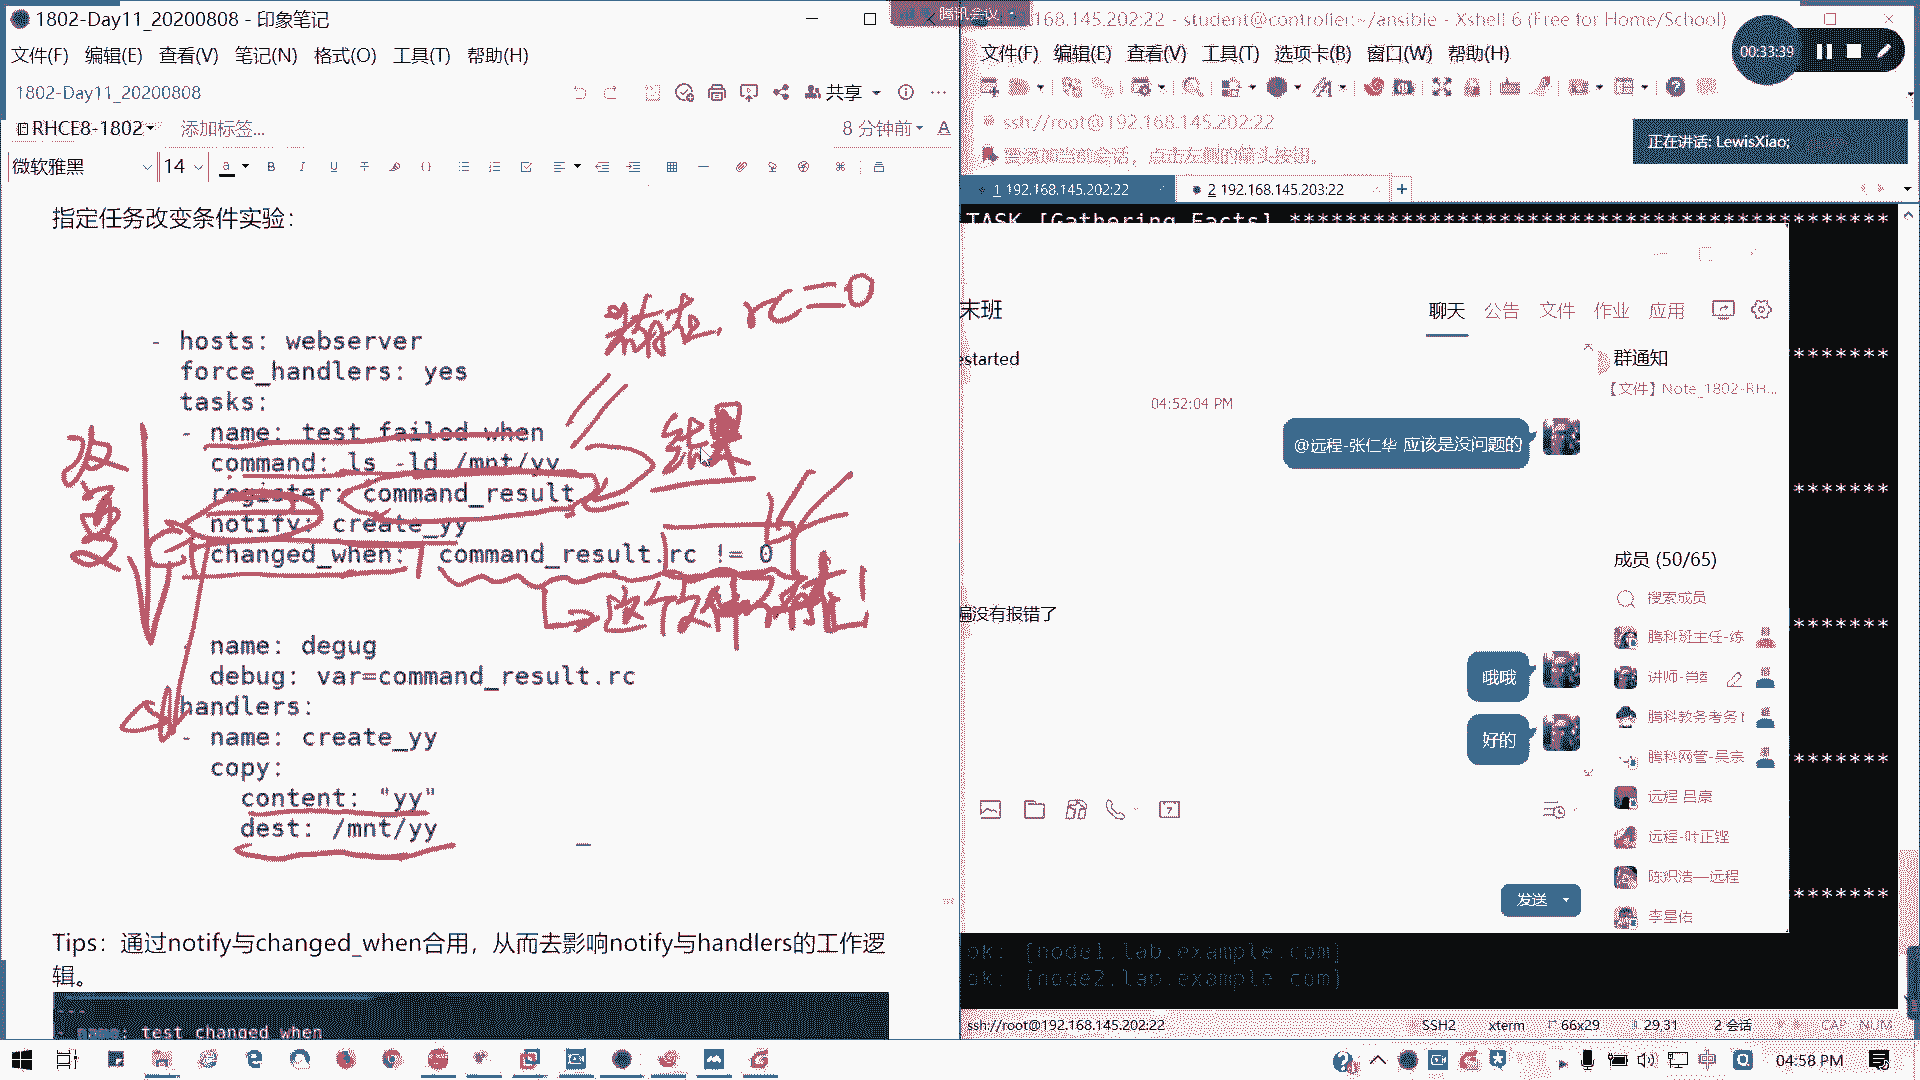 1802-Day11_20200808 - 印象笔记
文件(F) 编辑(E) 查看(V) 笔记(N) 格式(O) 工具(T) 帮助(H)
1802-Day11_20200808
共享
RHCE8-1802
添加标签...
8 分钟前
微软雅黑
14
指定任务改变条件实验：
- hosts: webserver
force_handlers: yes
tasks:
- name: test failed when
command: ls -ld /mnt/yy
register: command_result
notify: create_yy
changed_when: command_result.rc != 0
name: degug
debug: var=command_result.rc
handlers:
- name: create_yy
copy:
content: "yy"
dest: /mnt/yy
rc=0
结果
改变
Tips：通过notify与changed_when合用，从而去影响notify与handlers的工作逻
辑。
---
- name: test changed when
腾讯会议
.168.145.202:22 - student@controller:~/ansible - Xshell 6 (Free for Home/School)
文件(F) 编辑(E) 查看(V) 工具(T) 选项卡(B) 窗口(W) 帮助(H)
00:33:39
ssh://root@192.168.145.202:22
要添加当前会话，点击左侧的箭头按钮。
正在讲话: LewisXiao;
1 192.168.145.202:22
2 192.168.145.203:22
TASK [Gathering Facts] *******************************************
末班
聊天 公告 文件 作业 应用
estarted
群通知
【文件】Note_1802-RH...
04:52:04 PM
@远程-张仁华 应该是没问题的
成员 (50/65)
搜索成员
没有报错了
腾科班主任-练
哦哦
讲师-肖
腾科教务考务
好的
腾科网管-吴宗
远程 吕豪
远程-叶正铿
陈炽浩—远程
发送
李星佑
ok: [node1.lab.example.com]
ok: [node2.lab.example.com]
ssh://root@192.168.145.202:22
SSH2
xterm
66x29
29,31
2 会话
CAP NUM
04:58 PM